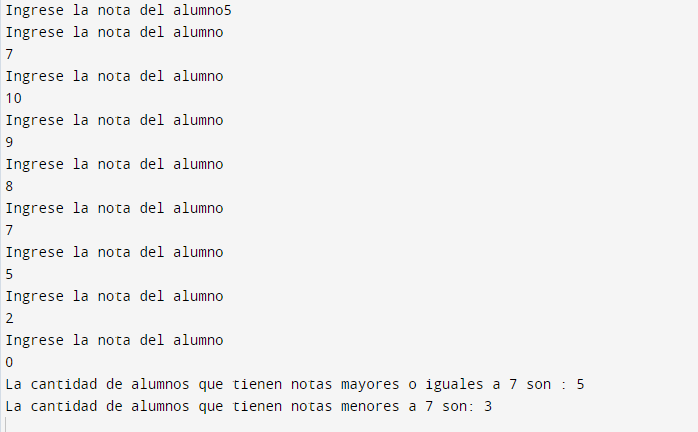 Ingrese la nota del alumno5
Ingrese la nota del alumno
7
Ingrese la nota del alumno
10
Ingrese la nota del alumno
9
Ingrese la nota del alumno
8
Ingrese la nota del alumno
7
Ingrese la nota del alumno
5
Ingrese la nota del alumno
2
Ingrese la nota del alumno
0
La cantidad de alumnos que tienen notas mayores o iguales a 7 son : 5
La cantidad de alumnos que tienen notas menores a 7 son: 3